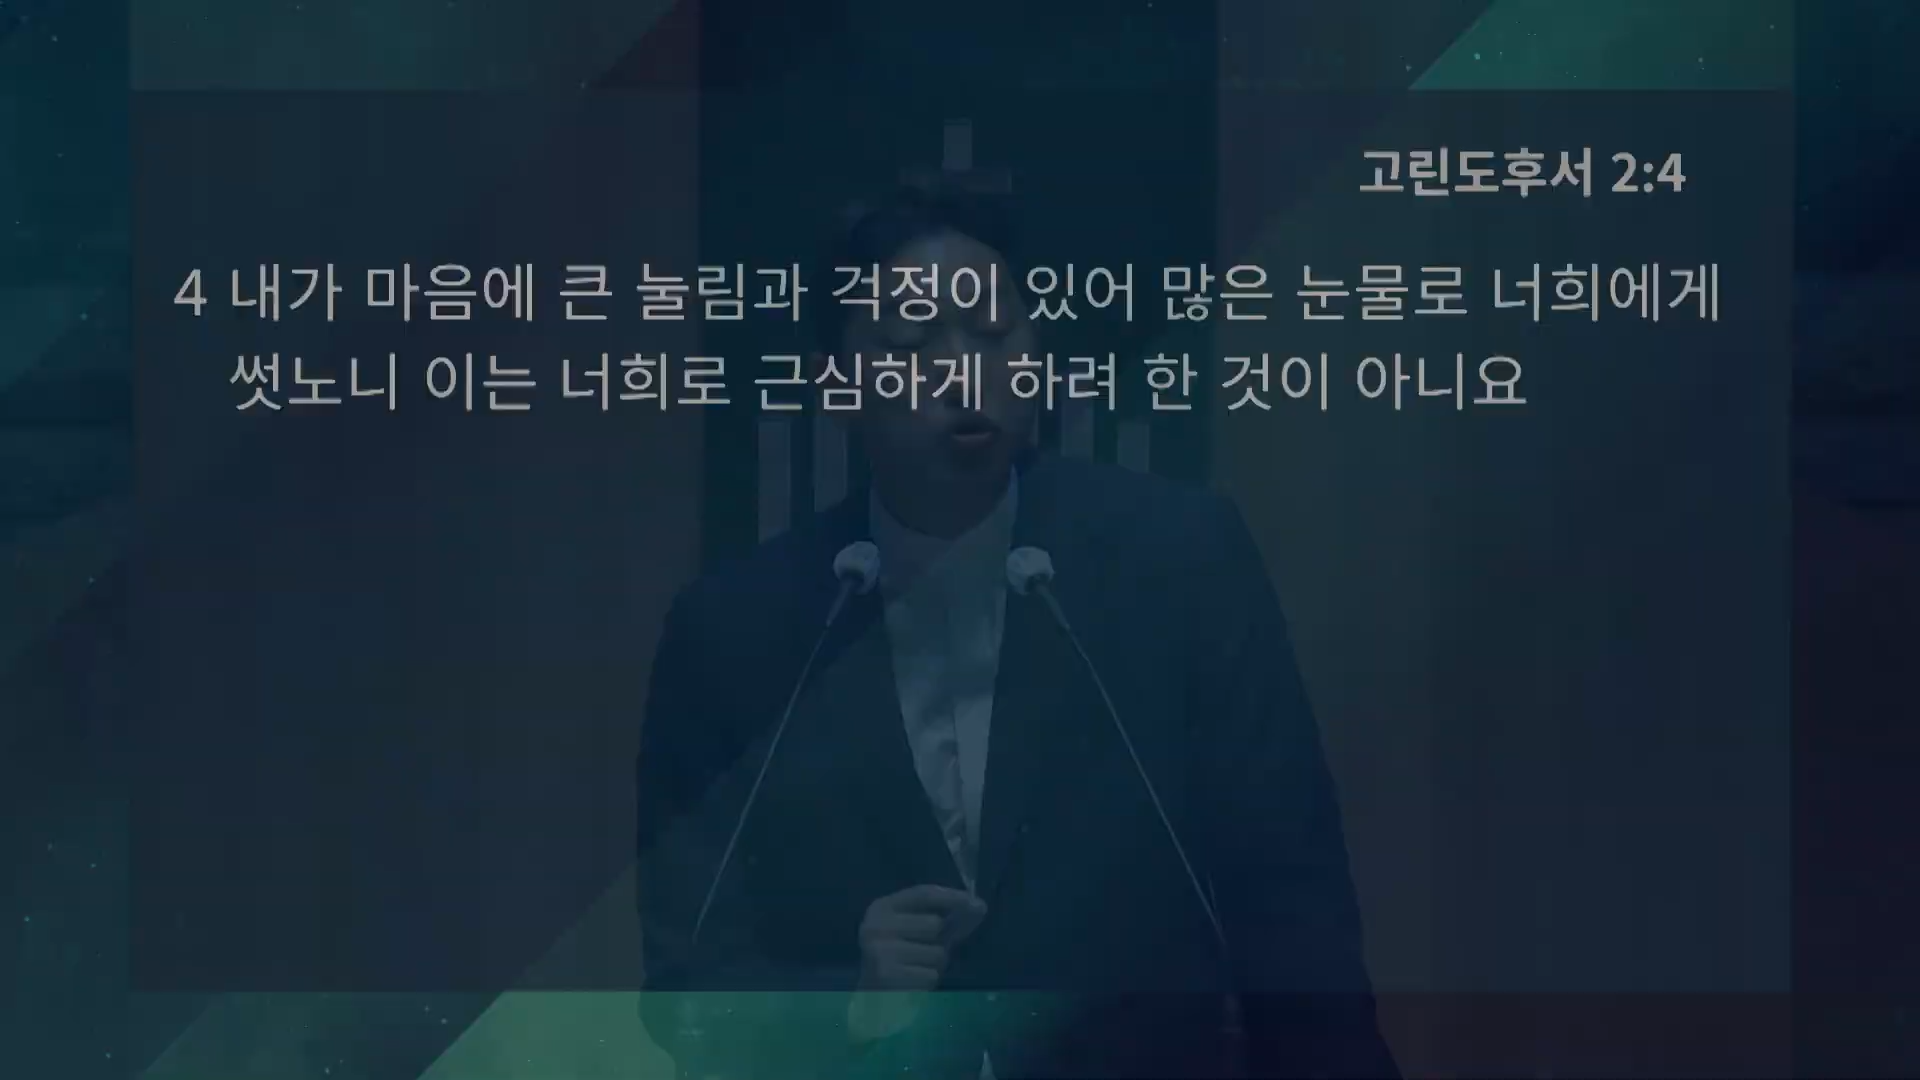 고린도후서 2:4
4 내가 마음에 큰 눌림과 걱정이 있어 많은 눈물로 너희에게
썻노니 이는 너희로 근심하게 하려 한 것이 아니요